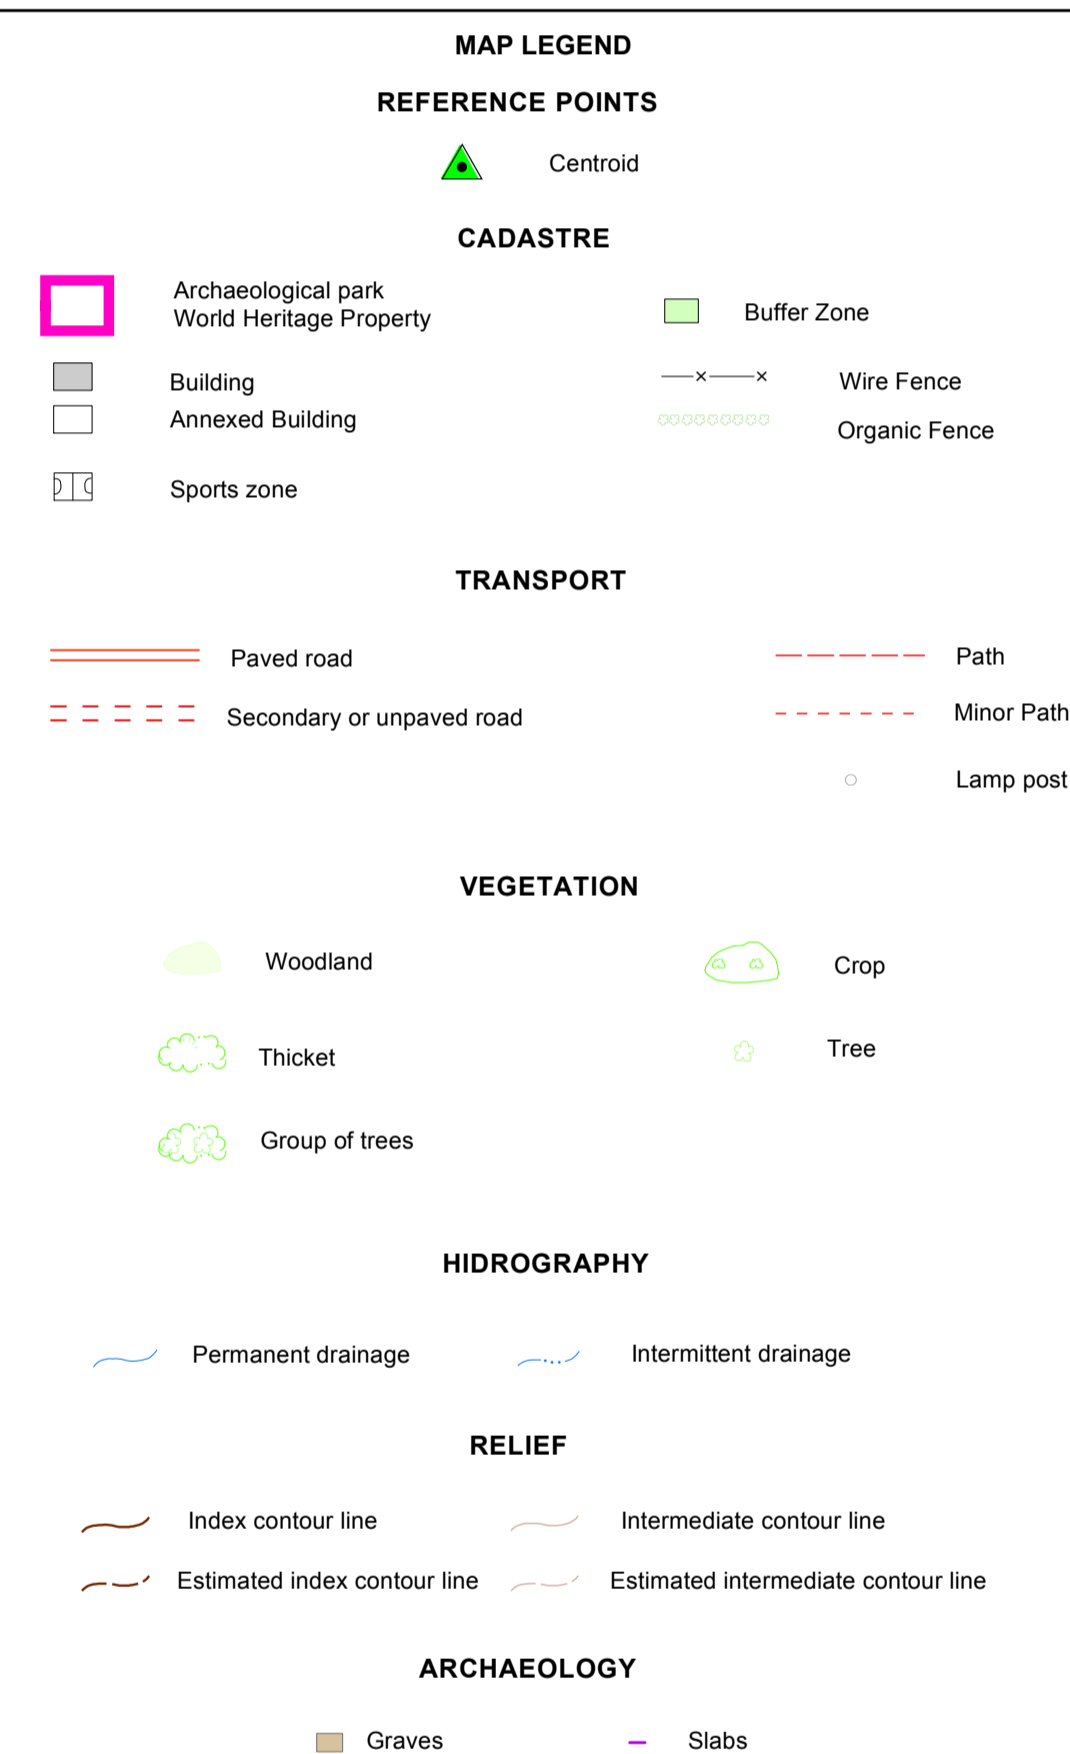 MAP LEGEND
REFERENCE POINTS
Centroid
CADASTRE
Archaeological park
World Heritage Property
Buffer Zone
Building
Wire Fence
Annexed Building
Organic Fence
Sports zone
TRANSPORT
Paved road
Path
Secondary or unpaved road
Minor Path
Lamp post
VEGETATION
Woodland
Crop
Thicket
Tree
Group of trees
HIDROGRAPHY
Permanent drainage
Intermittent drainage
RELIEF
Index contour line
Intermediate contour line
Estimated index contour line
Estimated intermediate contour line
ARCHAEOLOGY
Graves
Slabs